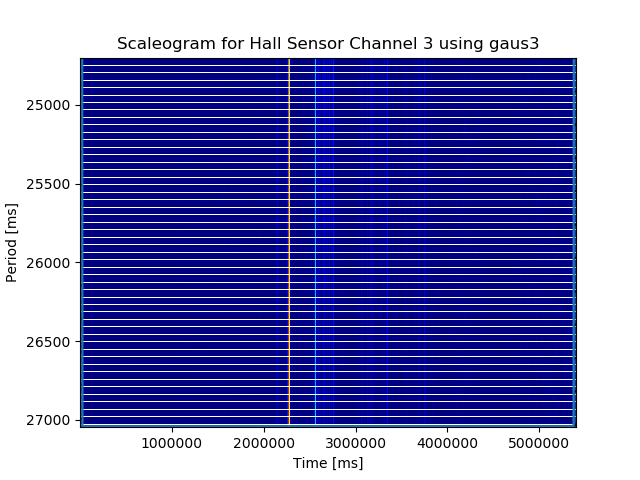 Scaleogram for Hall Sensor Channel 3 using gaus3
Period [ms]
25000
25500
26000
26500
27000
1000000 2000000 3000000 4000000 5000000
Time [ms]